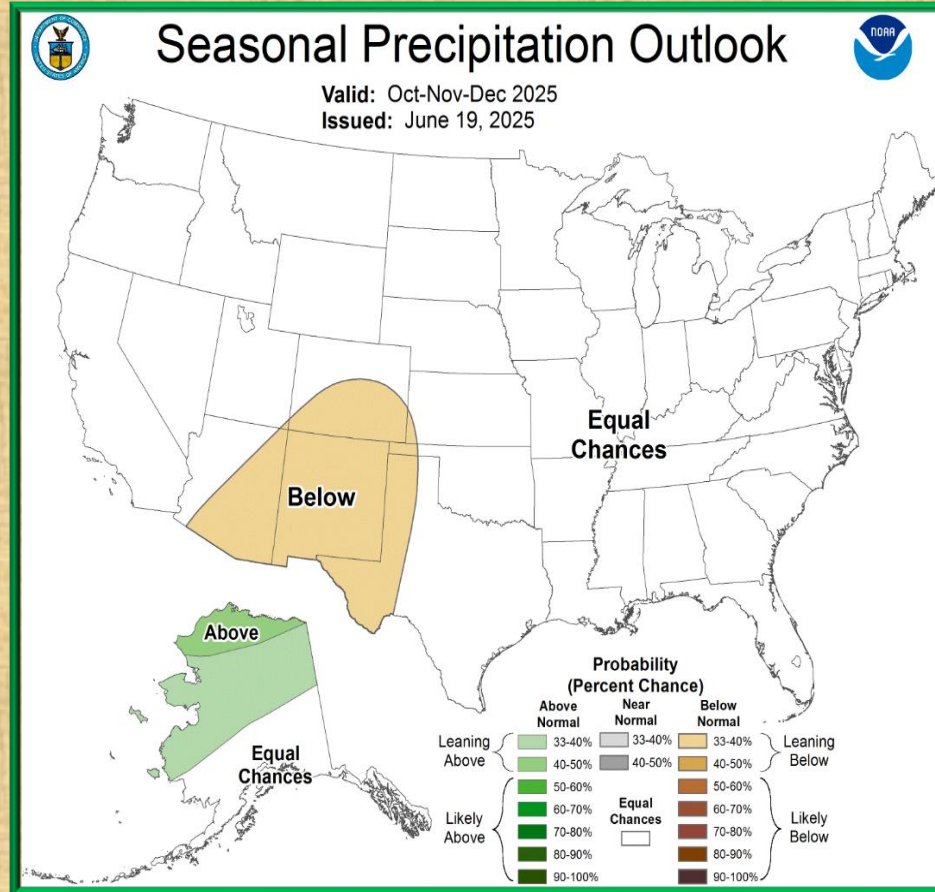 Seasonal Precipitation Outlook
NOAA
Valid: Oct-Nov-Dec 2025
Issued: June 19, 2025
Equal
Chances
Below
Above
Equal
Chances
Probability
(Percent Chance)
Above
Normal
Near
Normal
Below
Normal
Leaning
Above
33-40%
33-40%
33-40%
Leaning
Below
40-50%
40-50%
40-50%
Likely
Above
50-60%
60-70%
70-80%
80-90%
90-100%
Equal
Chances
50-60%
60-70%
70-80%
80-90%
90-100%
Likely
Below